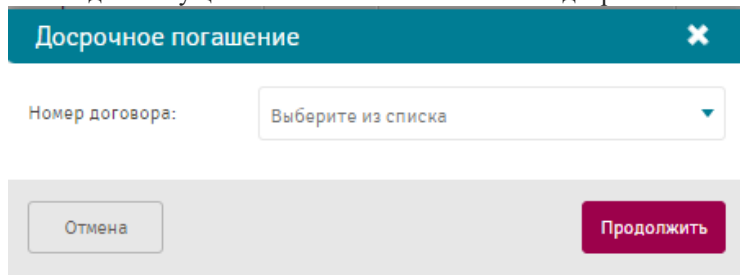 Досрочное погашение
Номер договора:
Выберите из списка
Отмена
Продолжить